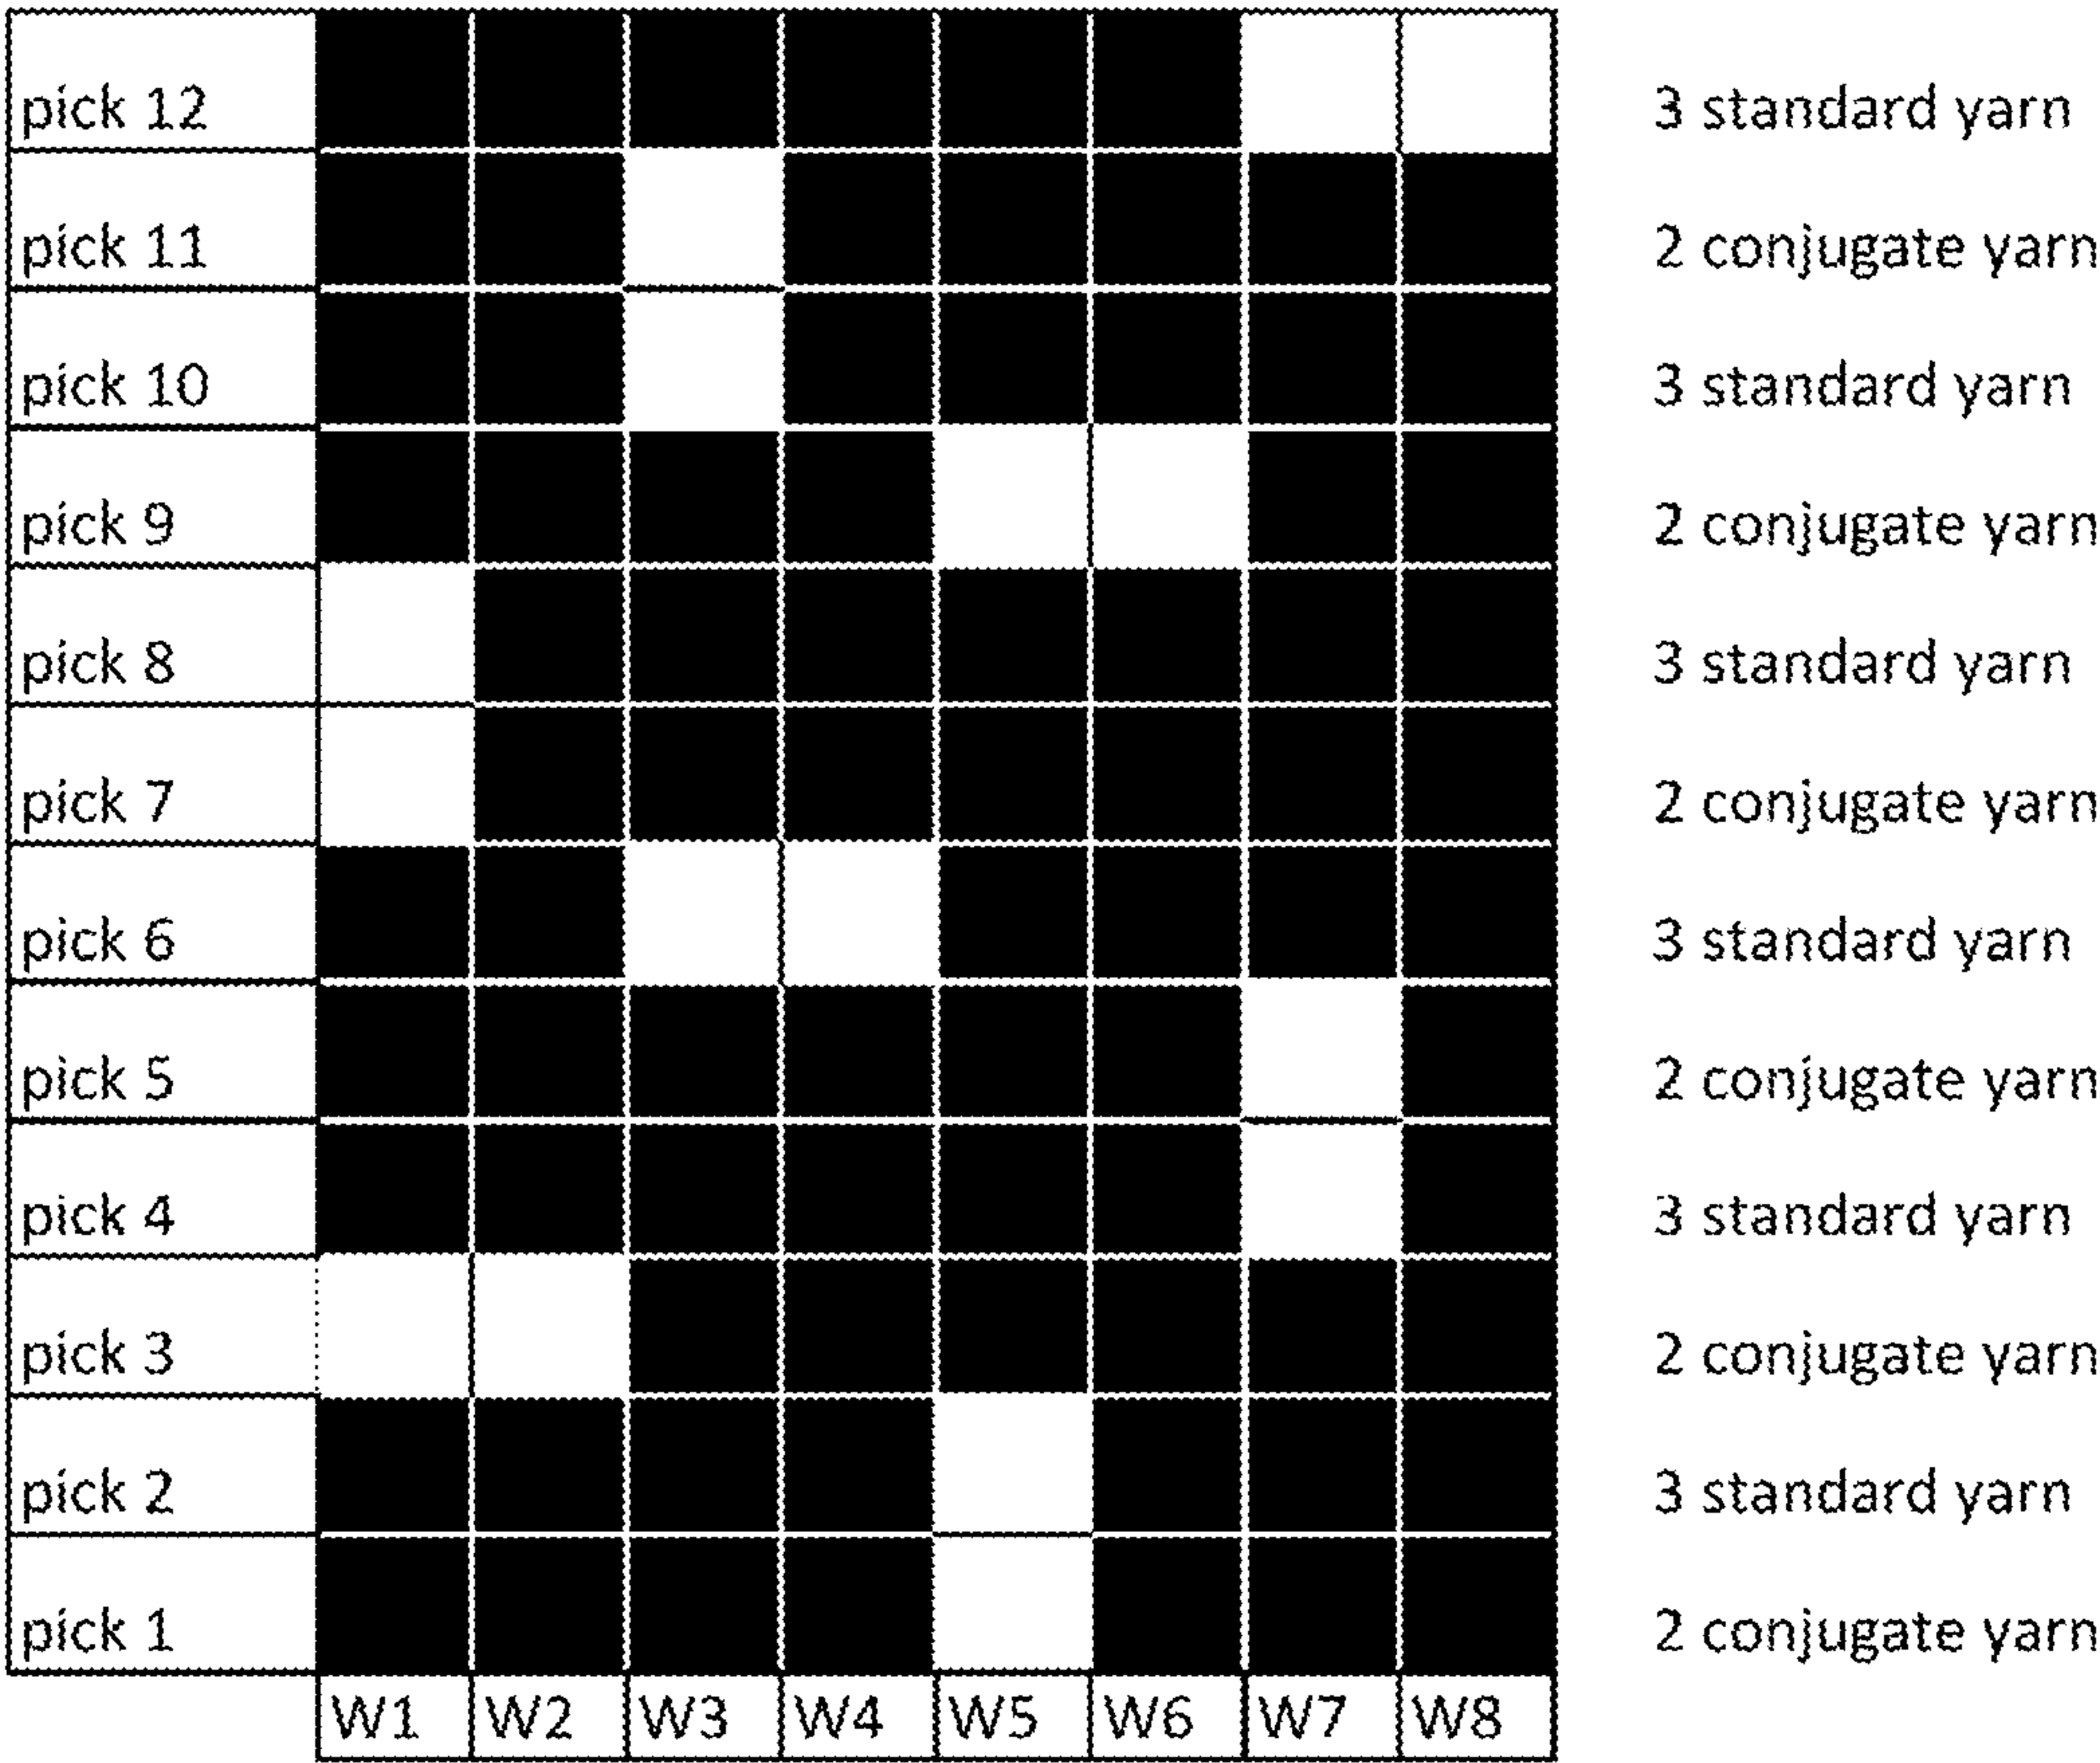 pick 12 3 standard yarn
pick 11 2 conjugate yarn
pick 10 3 standard yarn
pick 9 2 conjugate yarn
pick 8 3 standard yarn
pick 7 2 conjugate yarn
pick 6 3 standard yarn
pick 5 2 conjugate yarn
pick 4 3 standard yarn
pick 3 2 conjugate yarn
pick 2 3 standard yarn
pick 1 2 conjugate yarn
W1 W2 W3 W4 W5 W6 W7 W8